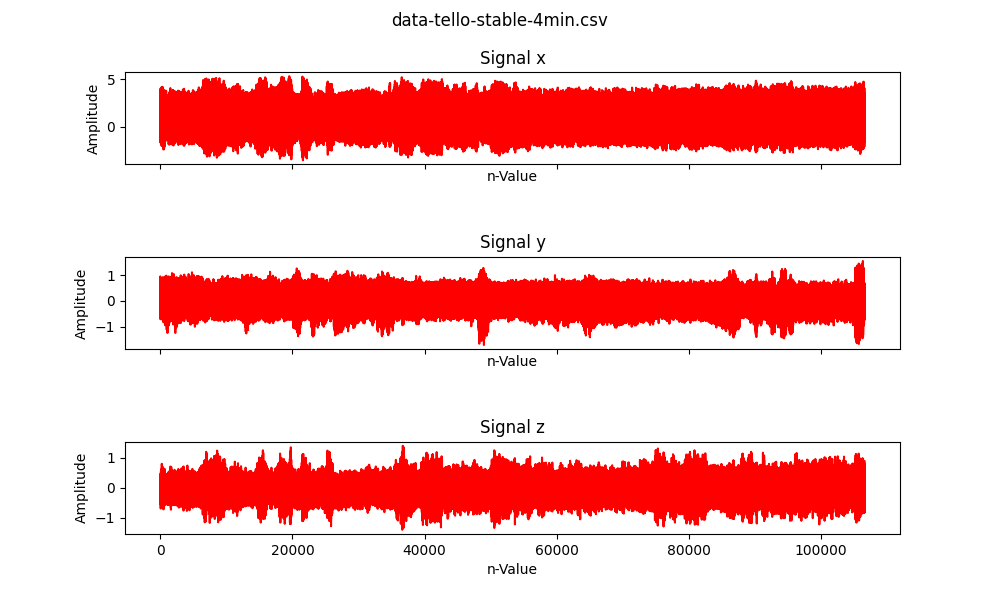 data-tello-stable-4min.csv
Signal x
5
0
Amplitude
n-Value
Signal y
1
0
−1
Amplitude
n-Value
Signal z
1
0
−1
Amplitude
0 20000 40000 60000 80000 100000
n-Value